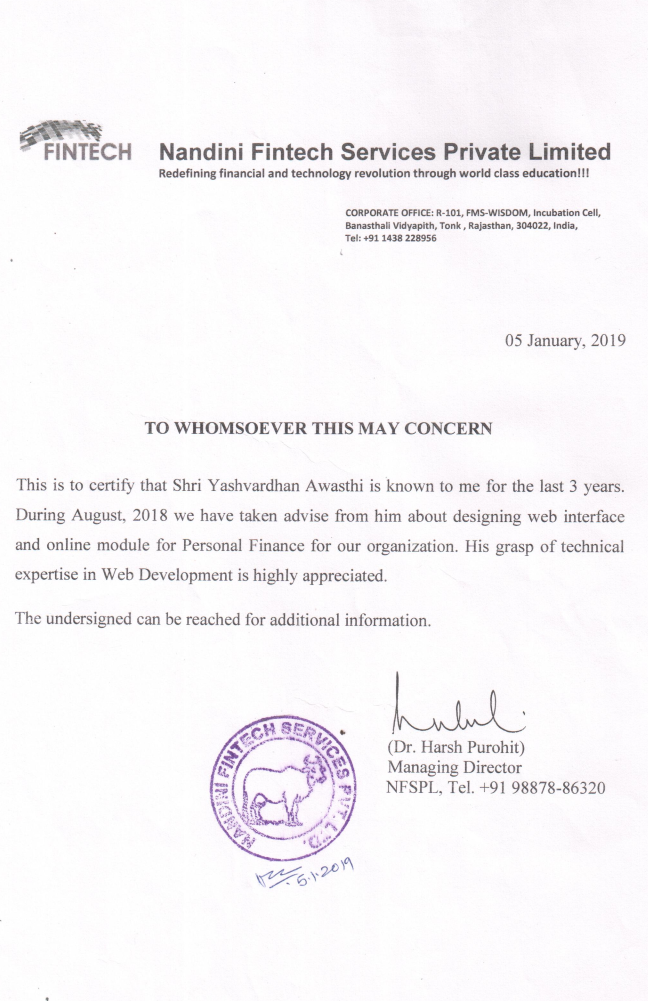 FINTECH
Nandini Fintech Services Private Limited
Redefining financial and technology revolution through world class education!!!
CORPORATE OFFICE: R-101, FMS-WISDOM, Incubation Cell,
Banasthali Vidyapith, Tonk , Rajasthan, 304022, India,
Tel: +91 1438 228956
05 January, 2019
TO WHOMSOEVER THIS MAY CONCERN
This is to certify that Shri Yashvardhan Awasthi is known to me for the last 3 years.
During August, 2018 we have taken advise from him about designing web interface
and online module for Personal Finance for our organization. His grasp of technical
expertise in Web Development is highly appreciated.
The undersigned can be reached for additional information.
(Dr. Harsh Purohit)
Managing Director
NFSPL, Tel. +91 98878-86320
NANDINI FINTECH SERVICES PVT. LTD.
5.1.2019